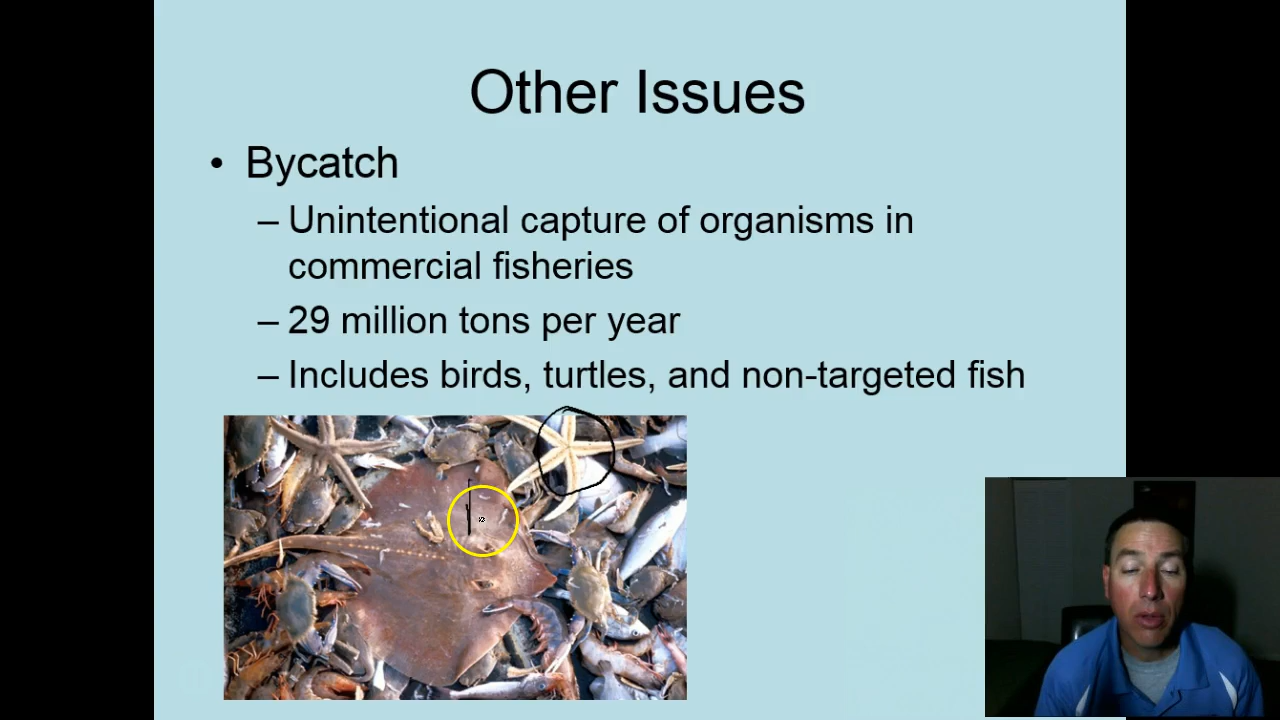 Other Issues
• Bycatch
– Unintentional capture of organisms in
commercial fisheries
– 29 million tons per year
– Includes birds, turtles, and non-targeted fish